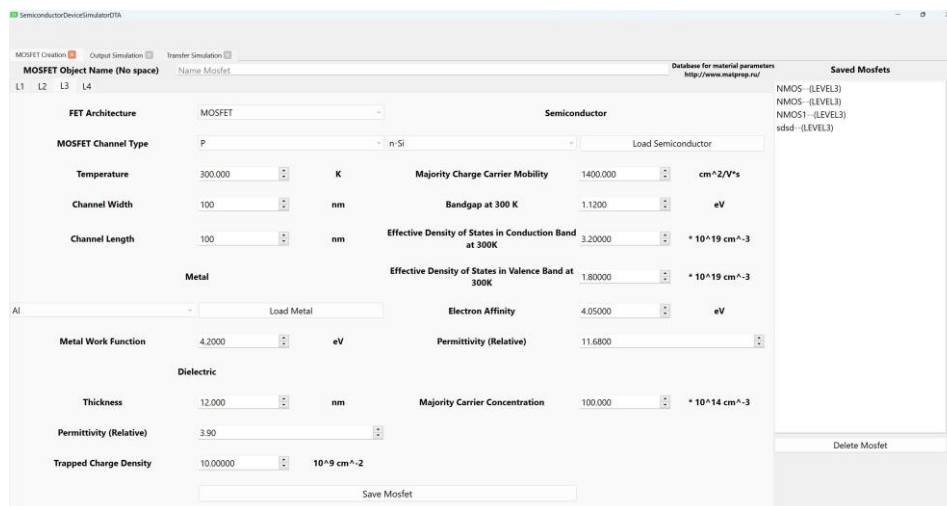 SemiconductorDeviceSimulatorDTA
MOSFET Creation Output Simulation Transfer Simulation
MOSFET Object Name (No space) Name Mosfet Database for material parameters
http://www.matprop.ru/
Saved Mosfets
L1 L2 L3 L4
NMOS--(LEVEL3)
NMOS--(LEVEL3)
NMOS1--(LEVEL3)
sdsd--(LEVEL3)
FET Architecture MOSFET Semiconductor
MOSFET Channel Type P n-Si Load Semiconductor
Temperature 300.000 K Majority Charge Carrier Mobility 1400.000 cm^2/V*s
Channel Width 100 nm Bandgap at 300 K 1.1200 eV
Channel Length 100 nm Effective Density of States in Conduction Band
at 300K 3.20000 * 10^19 cm^-3
Metal Effective Density of States in Valence Band at
300K 1.80000 * 10^19 cm^-3
Al Load Metal Electron Affinity 4.05000 eV
Metal Work Function 4.2000 eV Permittivity (Relative) 11.6800
Dielectric
Thickness 12.000 nm Majority Carrier Concentration 100.000 * 10^14 cm^-3
Permittivity (Relative) 3.90
Delete Mosfet
Trapped Charge Density 10.00000 10^9 cm^-2
Save Mosfet